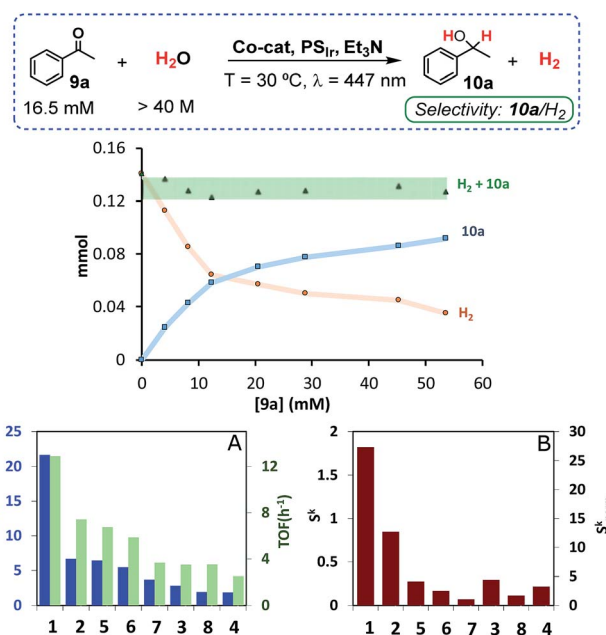 Co-cat, PS_Ir, Et₃N
O
9a
+
H₂O
T = 30 ºC, λ = 447 nm
HO H
10a
+
H₂
16.5 mM
> 40 M
Selectivity: 10a/H₂
0.16
0.12
0.08
0.04
0
mmol
H₂ + 10a
10a
H₂
0 10 20 30 40 50 60
[9a] (mM)
A
25
20
15
10
5
0
12
8
4
0
TOF(h⁻¹)
1 2 5 6 7 3 8 4
B
2
1.5
1
0.5
0
Sᵏ
30
25
20
15
10
5
0
Sᵏ
1 2 5 6 7 3 8 4